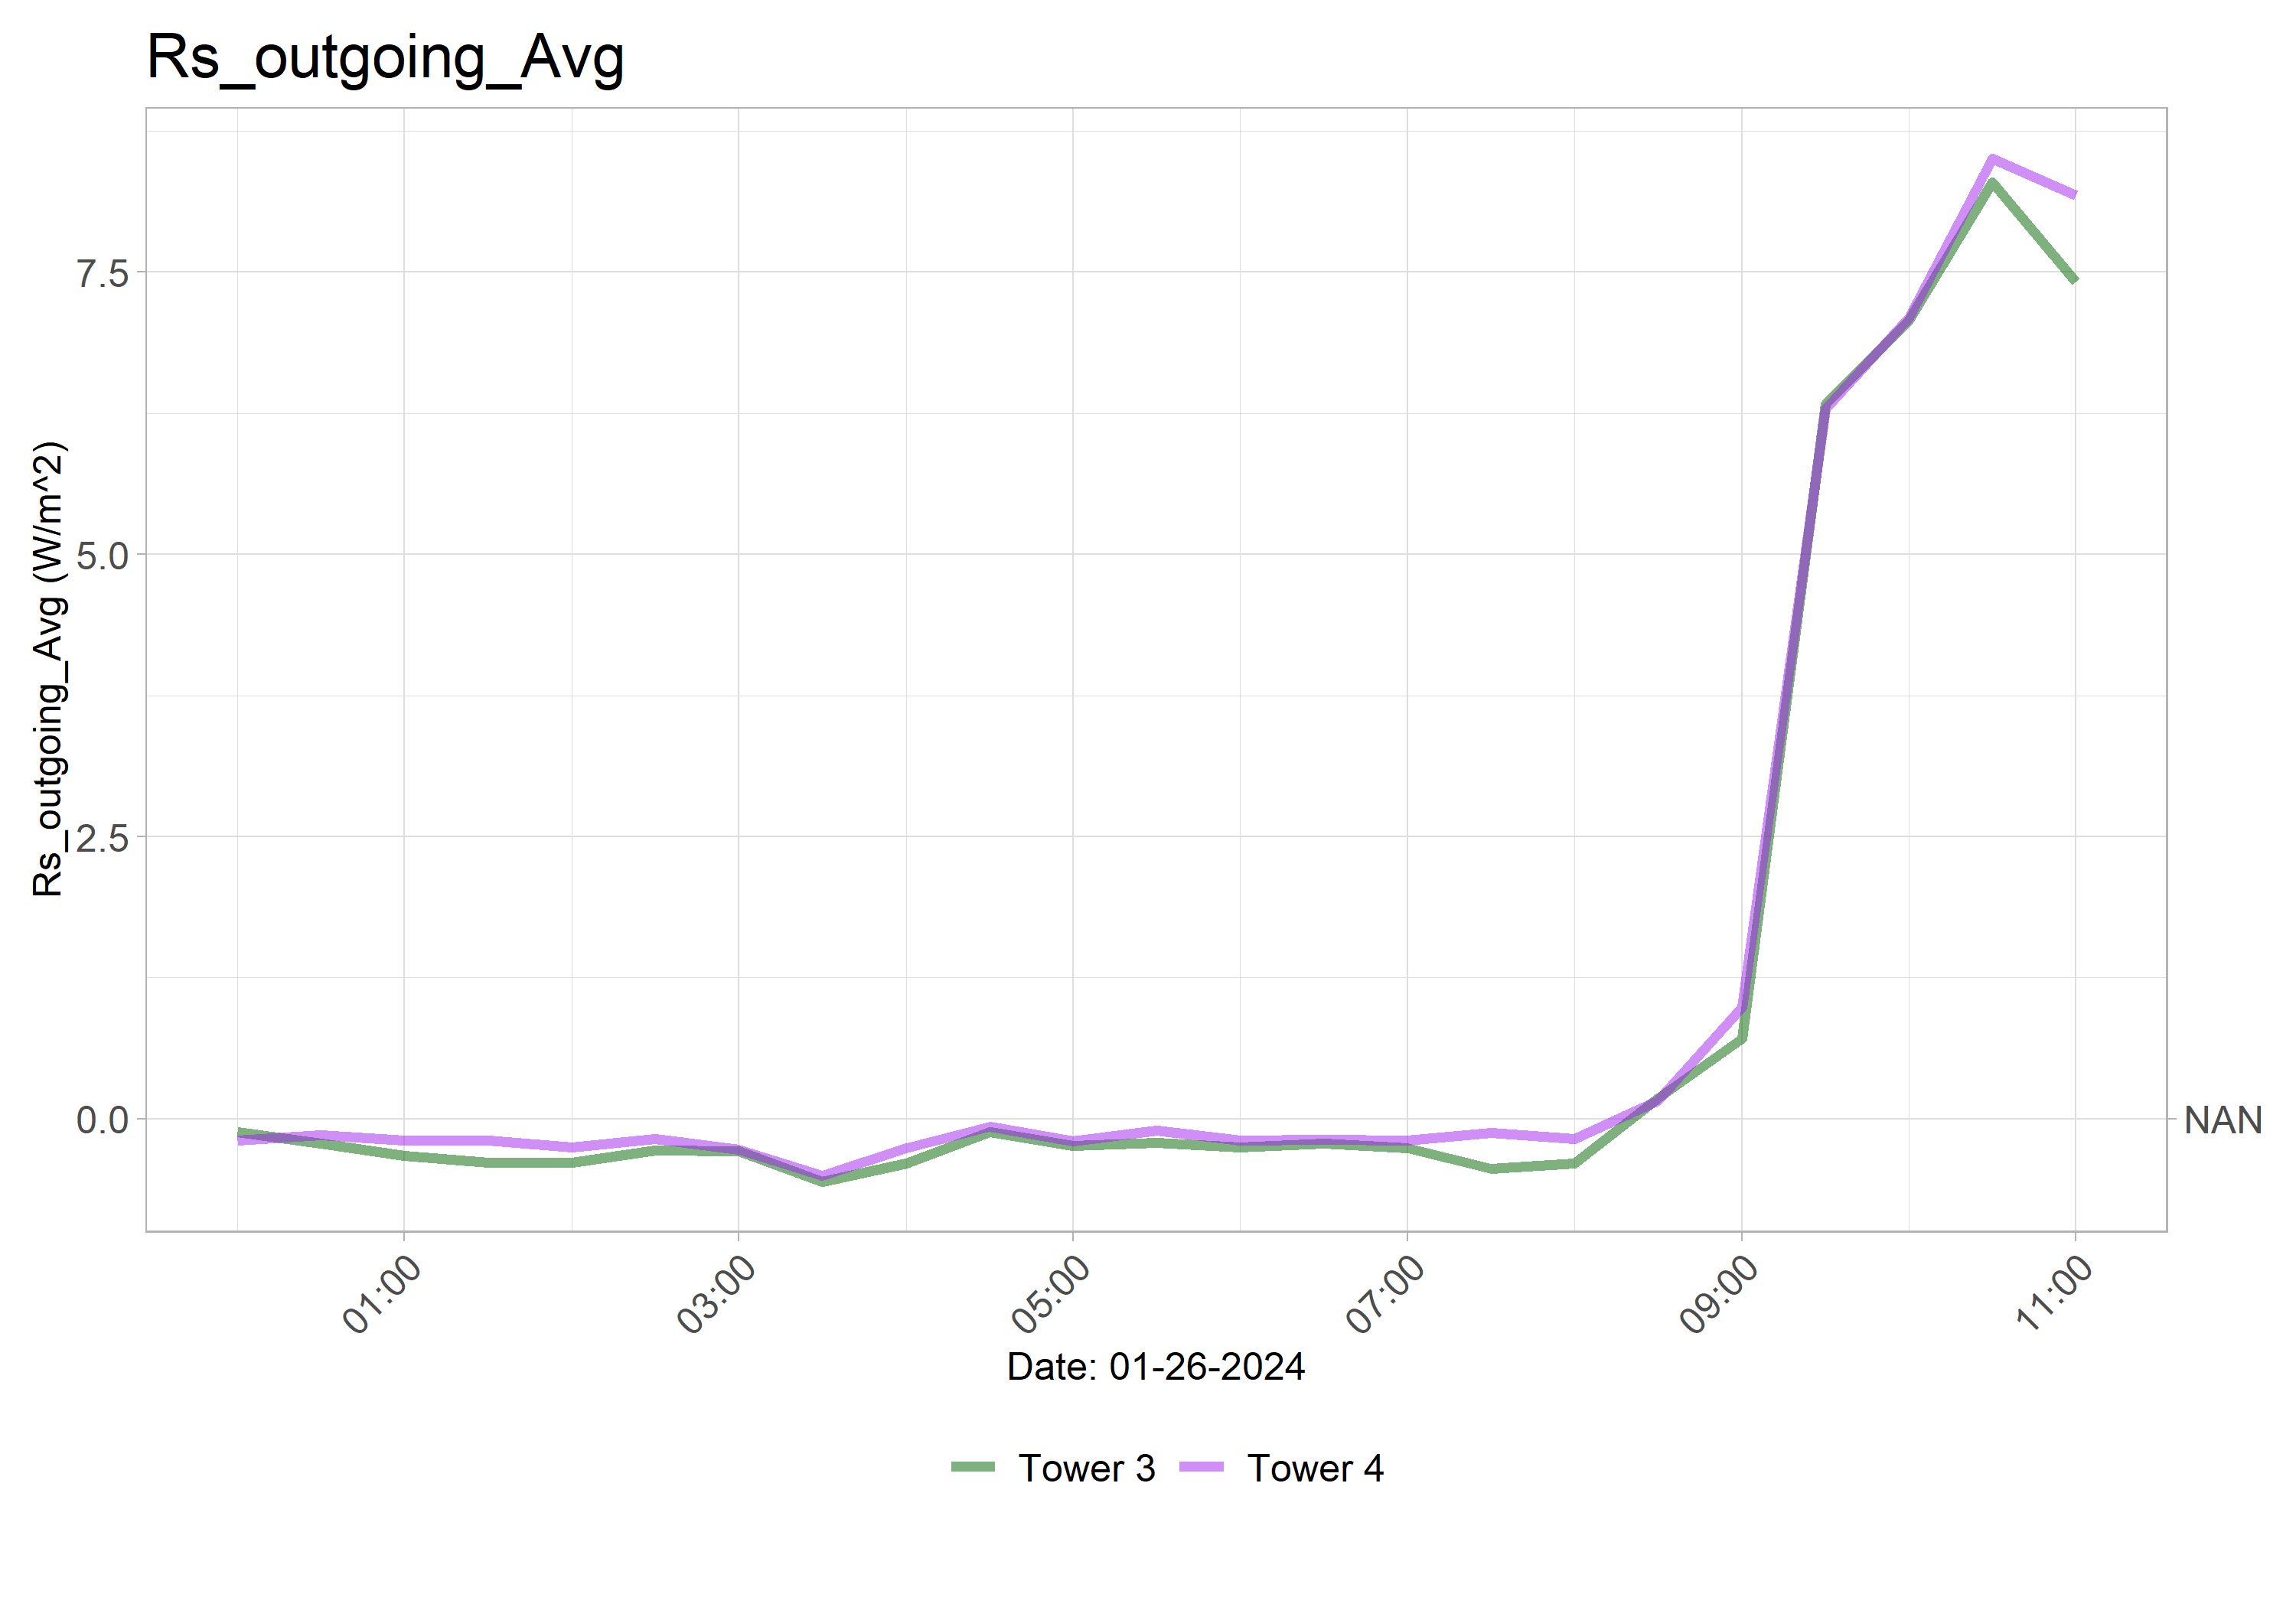 Rs_outgoing_Avg
Rs_outgoing_Avg (W/m^2)
7.5
5.0
2.5
0.0
NAN
01:00
03:00
05:00
07:00
09:00
11:00
Date: 01-26-2024
Tower 3
Tower 4